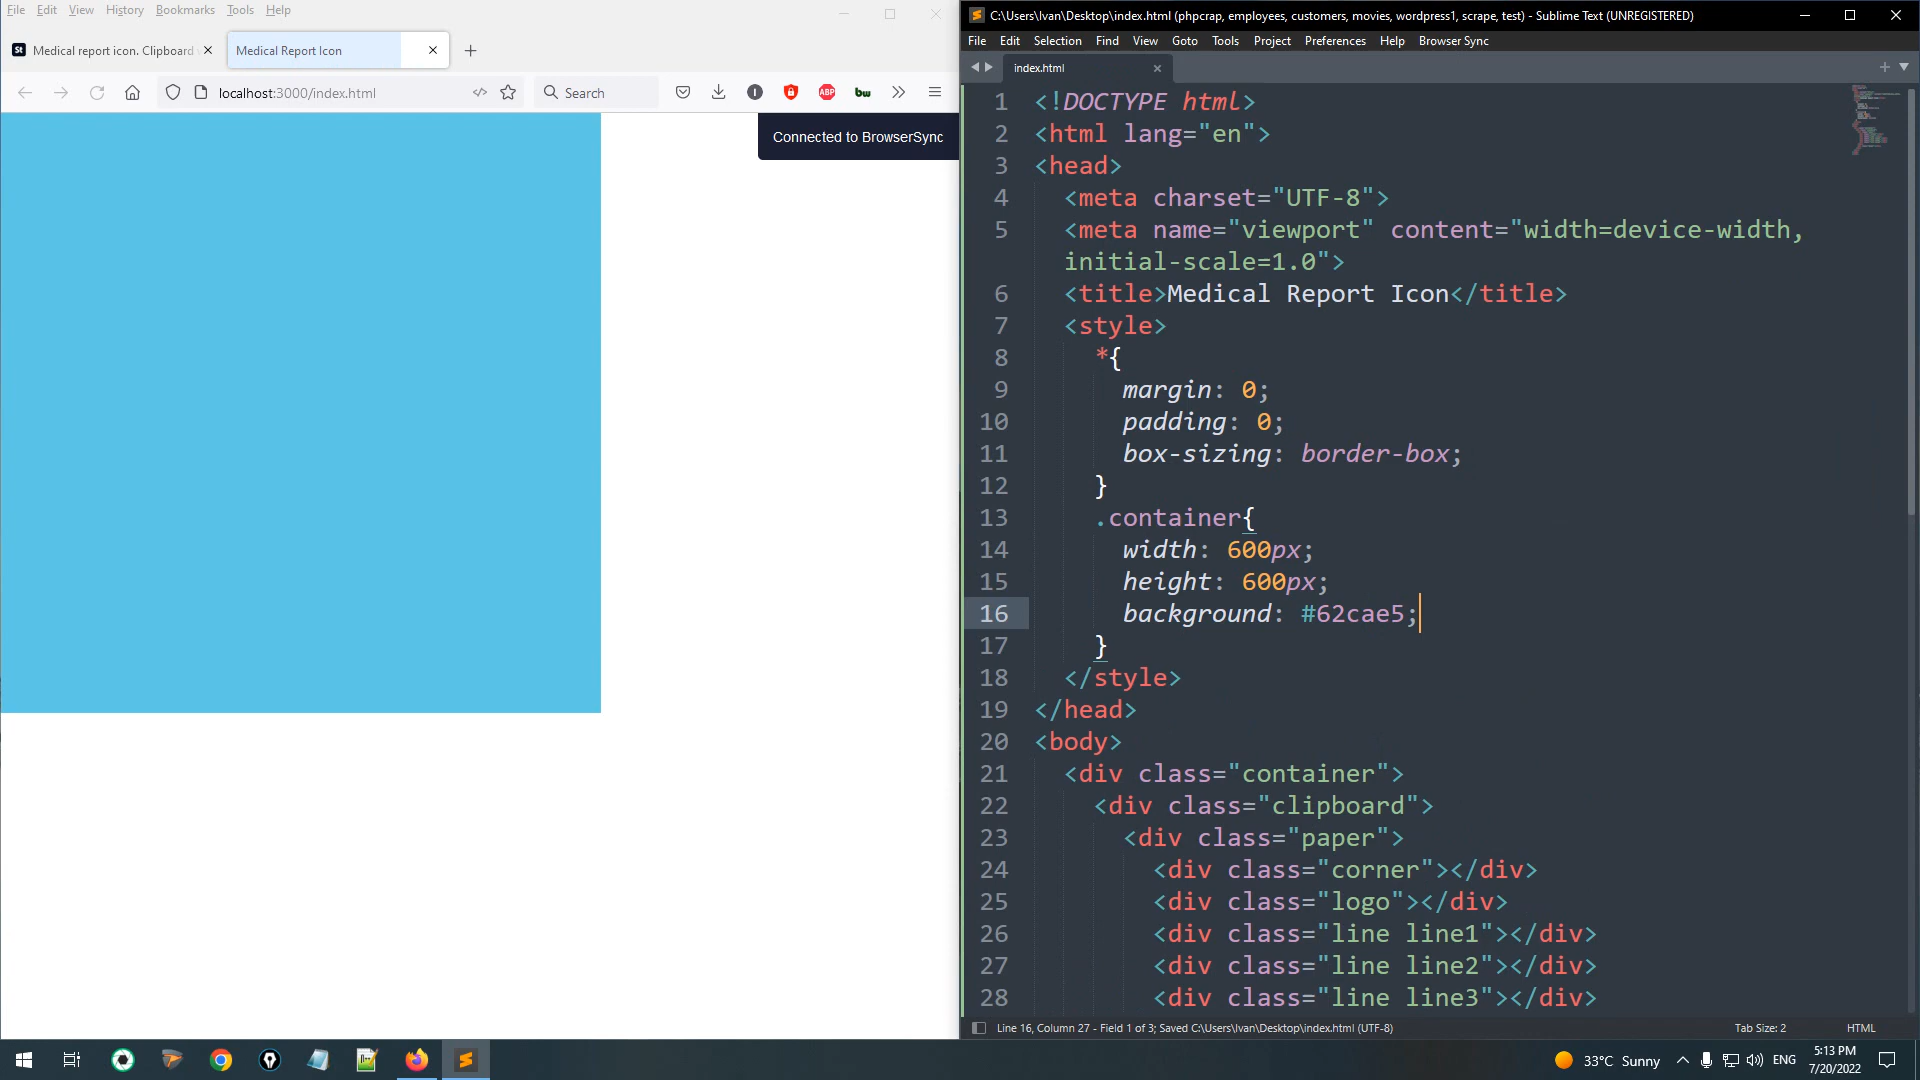 File Edit View History Bookmarks Tools Help
St Medical report icon. Clipboard
Medical Report Icon
localhost:3000/index.html
Search
ABP
bw
Connected to BrowserSync
C:\Users\Ivan\Desktop\index.html (phpcrap, employees, customers, movies, wordpress1, scrape, test) - Sublime Text (UNREGISTERED)
File Edit Selection Find View Goto Tools Project Preferences Help Browser Sync
index.html
1 <!DOCTYPE html>
2 <html lang="en">
3 <head>
4 <meta charset="UTF-8">
5 <meta name="viewport" content="width=device-width,
initial-scale=1.0">
6 <title>Medical Report Icon</title>
7 <style>
8 *{
9 margin: 0;
10 padding: 0;
11 box-sizing: border-box;
12 }
13 .container{
14 width: 600px;
15 height: 600px;
16 background: #62cae5;
17 }
18 </style>
19 </head>
20 <body>
21 <div class="container">
22 <div class="clipboard">
23 <div class="paper">
24 <div class="corner"></div>
25 <div class="logo"></div>
26 <div class="line line1"></div>
27 <div class="line line2"></div>
28 <div class="line line3"></div>
Line 16, Column 27 - Field 1 of 3; Saved C:\Users\Ivan\Desktop\index.html (UTF-8)
Tab Size: 2
HTML
33°C Sunny
ENG
5:13 PM
7/20/2022